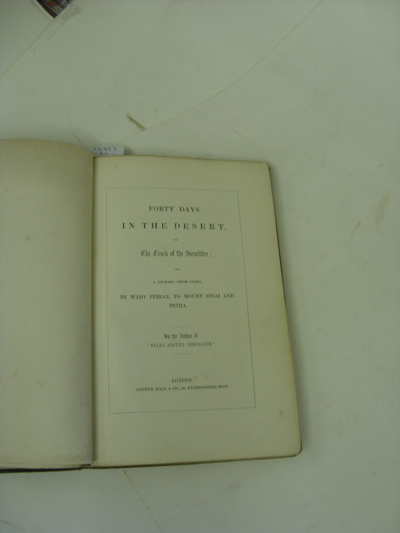 FORTY DAYS
IN THE DESERT,
ON
The Track of the Israelites;
OR
A JOURNEY FROM CAIRO,
BY WADY FEIRAN, TO MOUNT SINAI AND
PETRA.
By the Author of
"WALKS ABOUT JERUSALEM."
LONDON
ARTHUR HALL & CO., 25, PATERNOSTER ROW.